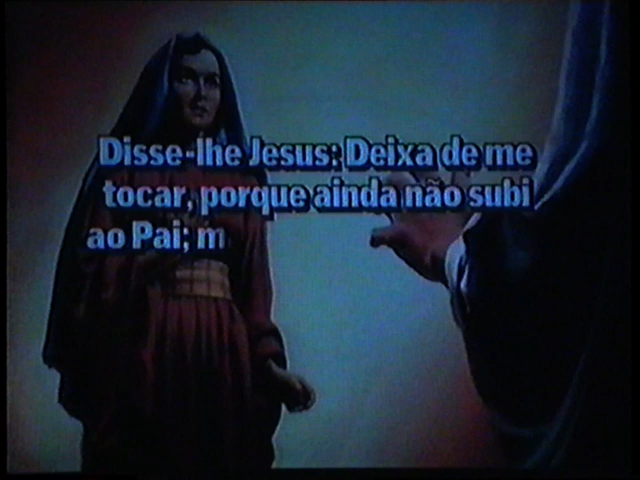 Disse-lhe Jesus: Deixa de me
tocar, porque ainda não subi
ao Pai; m